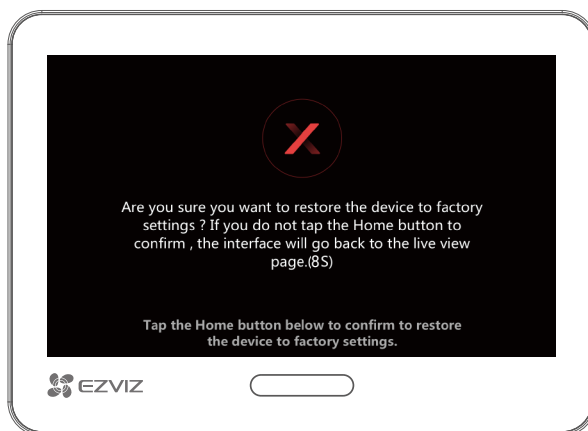 Are you sure you want to restore the device to factory
settings ? If you do not tap the Home button to
confirm , the interface will go back to the live view
page.(8S)
Tap the Home button below to confirm to restore
the device to factory settings.
EZVIZ